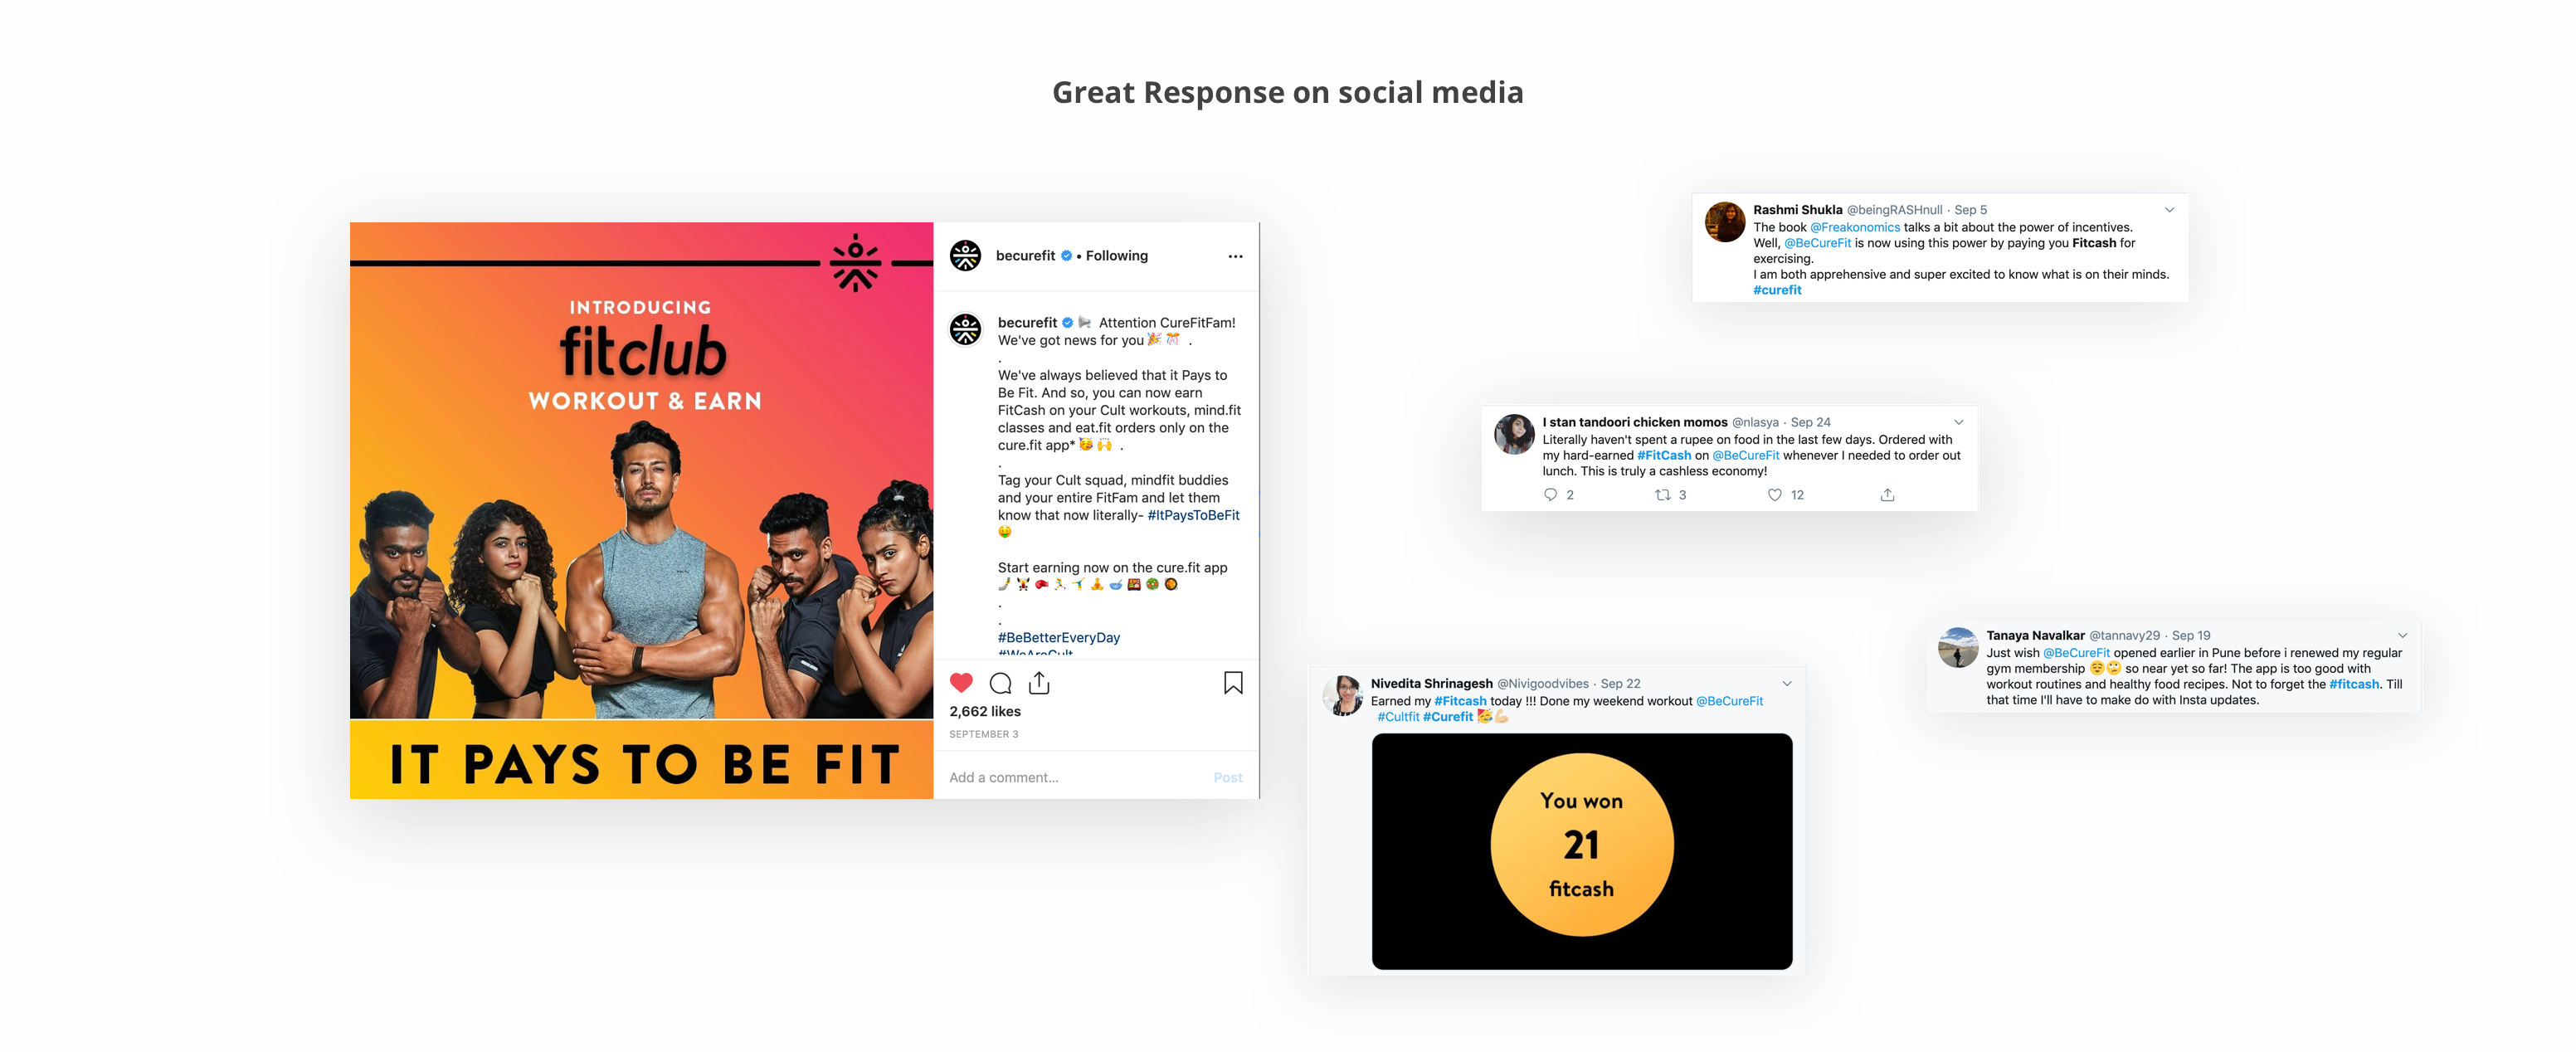 Great Response on social media
INTRODUCING
fitclub
WORKOUT & EARN
IT PAYS TO BE FIT
becurefit • Following
becurefit 📢 Attention CureFitFam!
We've got news for you 🎉 🎊 .
.
We've always believed that it Pays to
Be Fit. And so, you can now earn
FitCash on your Cult workouts, mind.fit
classes and eat.fit orders only on the
cure.fit app* 🥳 🙌 .
.
Tag your Cult squad, mindfit buddies
and your entire FitFam and let them
know that now literally- #ItPaysToBeFit
🤑
Start earning now on the cure.fit app
.
.
#BeBetterEveryDay
#WeAreCult
2,662 likes
SEPTEMBER 3
Add a comment...
Post
Rashmi Shukla @beingRASHnull · Sep 5
The book @Freakonomics talks a bit about the power of incentives.
Well, @BeCureFit is now using this power by paying you Fitcash for
exercising.
I am both apprehensive and super excited to know what is on their minds.
#curefit
I stan tandoori chicken momos @nlasya · Sep 24
Literally haven't spent a rupee on food in the last few days. Ordered with
my hard-earned #FitCash on @BeCureFit whenever I needed to order out
lunch. This is truly a cashless economy!
2 3 12
Tanaya Navalkar @tannavy29 · Sep 19
Just wish @BeCureFit opened earlier in Pune before i renewed my regular
gym membership 😌🙄 so near yet so far! The app is too good with
workout routines and healthy food recipes. Not to forget the #fitcash. Till
that time I'll have to make do with Insta updates.
Nivedita Shrinagesh @Nivigoodvibes · Sep 22
Earned my #Fitcash today !!! Done my weekend workout @BeCureFit
#Cultfit #Curefit 🥳💪🏻
You won
21
fitcash